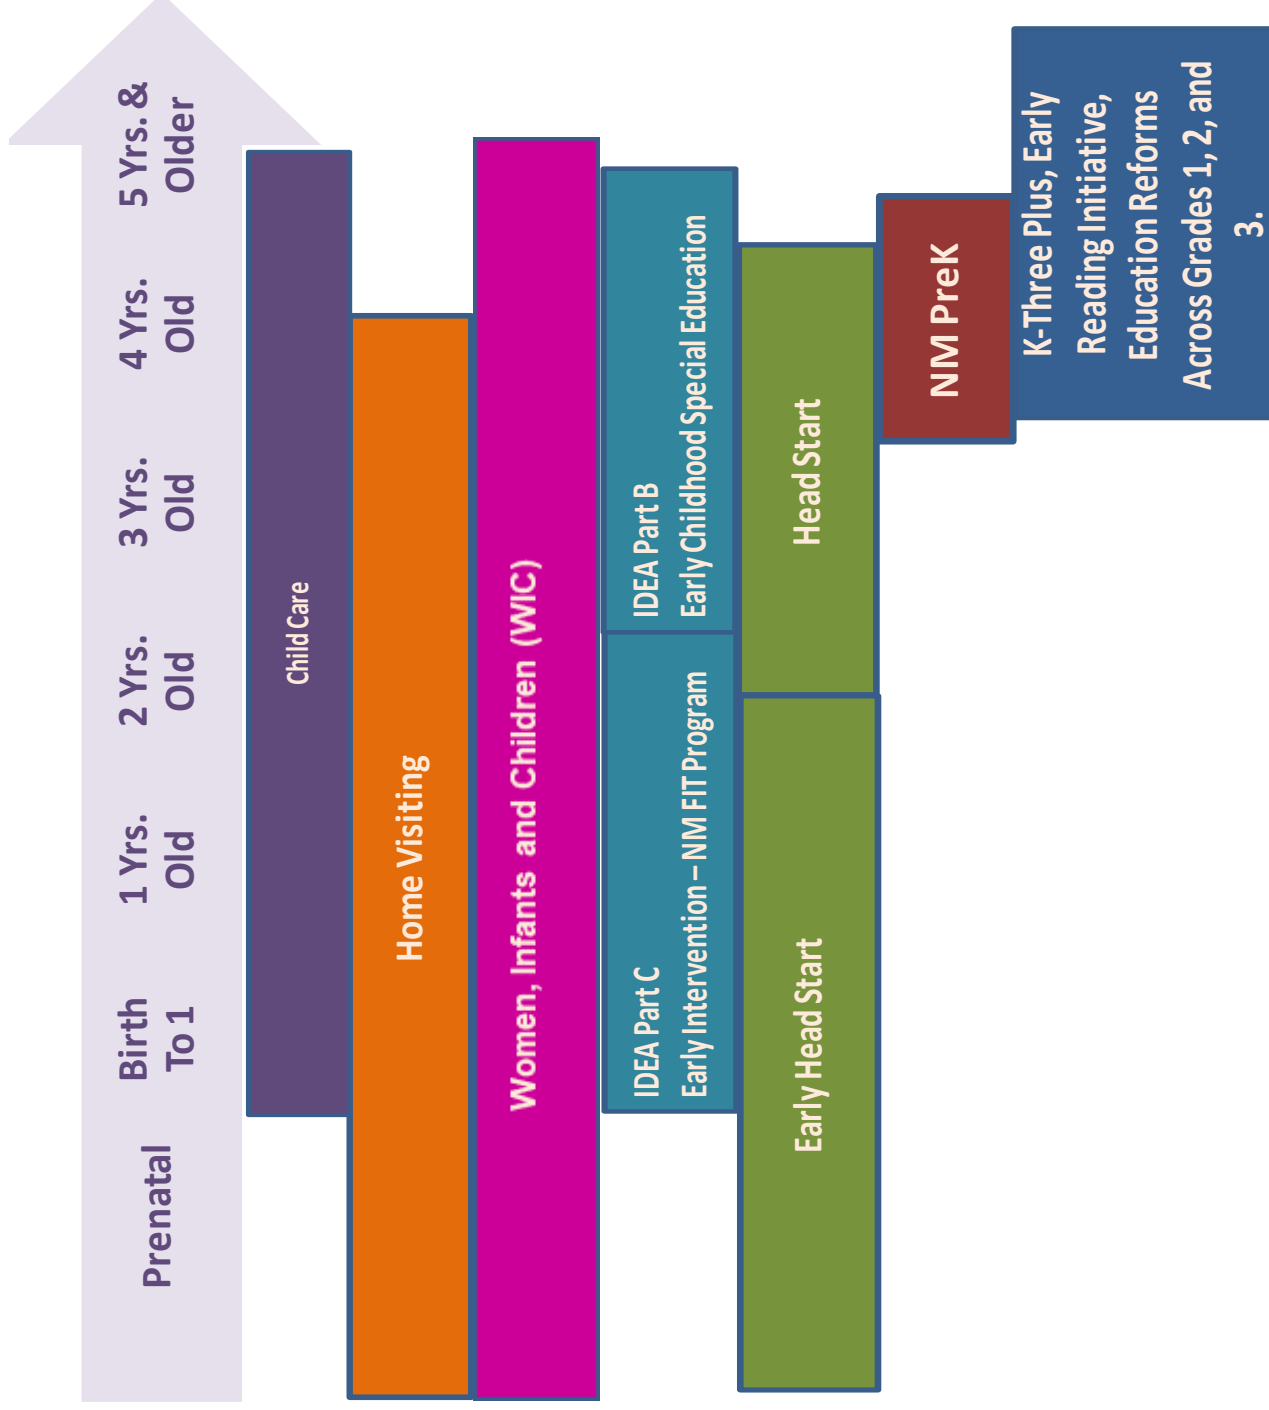 Prenatal
Birth
To 1
1 Yrs.
Old
2 Yrs.
Old
3 Yrs.
Old
4 Yrs.
Old
5 Yrs. &
Older
Child Care
Home Visiting
Women, Infants and Children (WIC)
IDEA Part C
Early Intervention – NM FIT Program
IDEA Part B
Early Childhood Special Education
Early Head Start
Head Start
NM PreK
K-Three Plus, Early
Reading Initiative,
Education Reforms
Across Grades 1, 2, and
3.